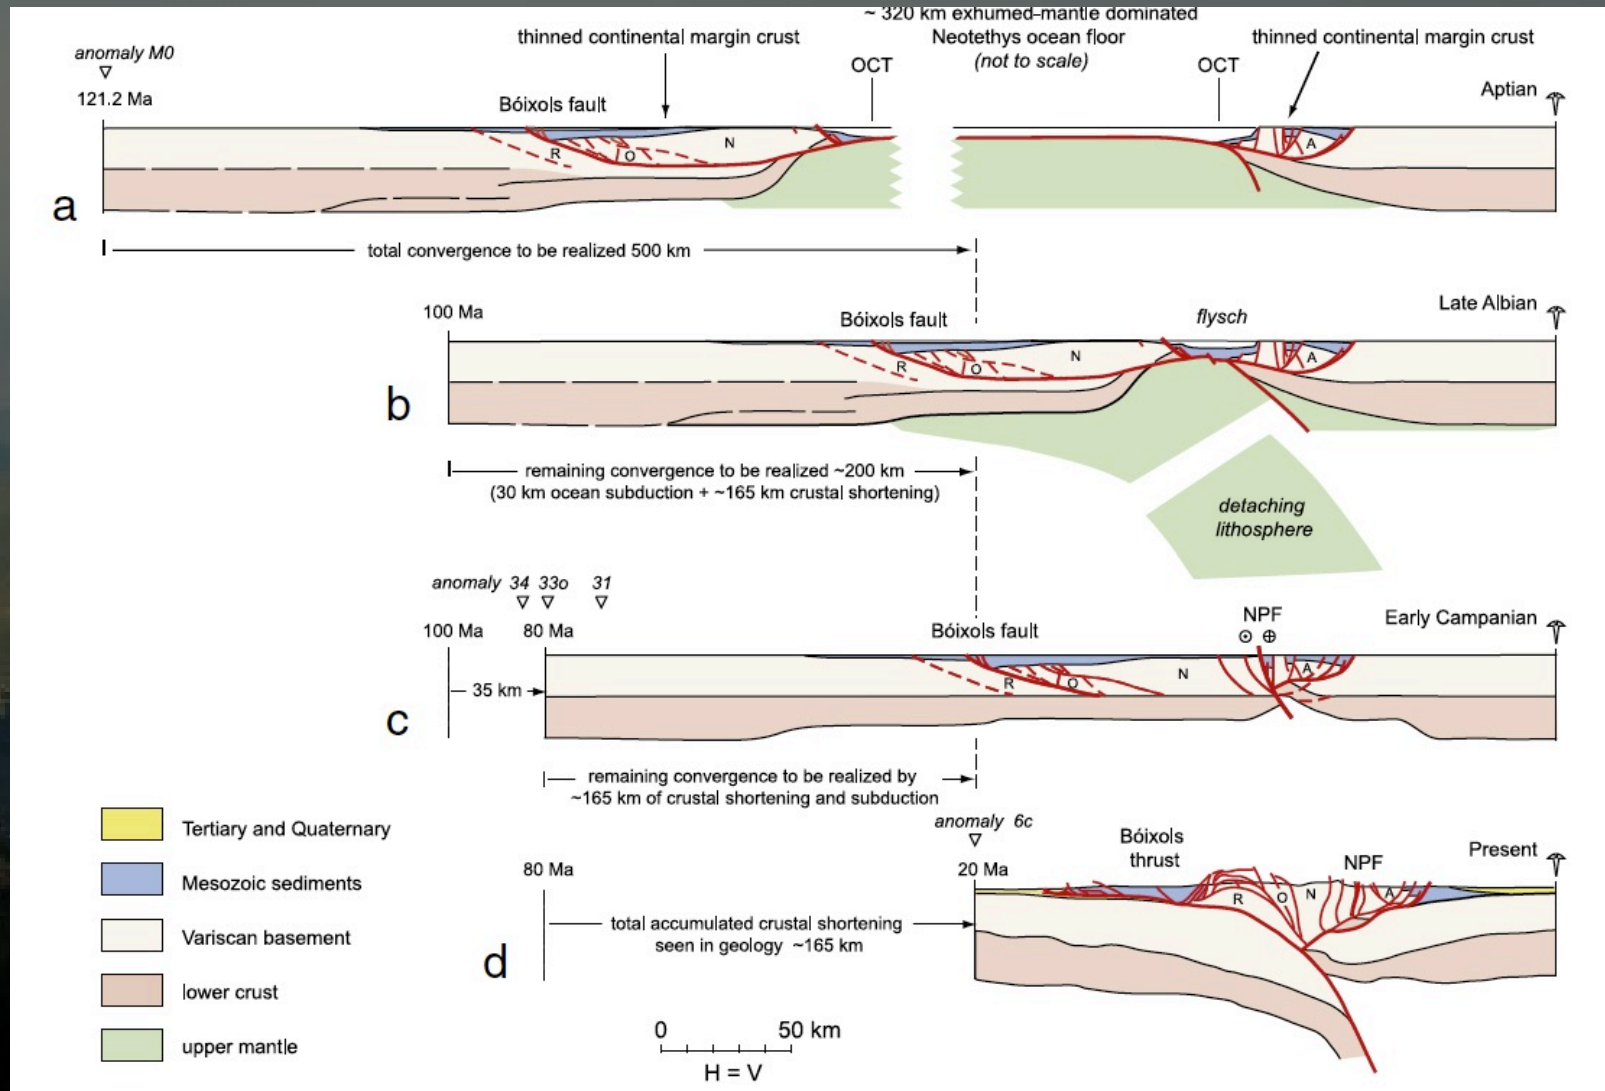 ~ 320 km exhumed-mantle dominated
Neotethys ocean floor
(not to scale)
thinned continental margin crust
thinned continental margin crust
anomaly M0
121.2 Ma
OCT
OCT
Aptian
Bóixols fault
R
O
N
A
a
total convergence to be realized 500 km
100 Ma
Bóixols fault
flysch
Late Albian
R
O
N
A
b
remaining convergence to be realized ~200 km
(30 km ocean subduction + ~165 km crustal shortening)
detaching
lithosphere
anomaly 34 33o 31
100 Ma
80 Ma
Bóixols fault
NPF
Early Campanian
35 km
R
O
N
A
c
remaining convergence to be realized by
~165 km of crustal shortening and subduction
anomaly 6c
80 Ma
20 Ma
Bóixols
thrust
NPF
Present
R
O
N
A
total accumulated crustal shortening
seen in geology ~165 km
d
Tertiary and Quaternary
Mesozoic sediments
Variscan basement
lower crust
upper mantle
0 50 km
H = V